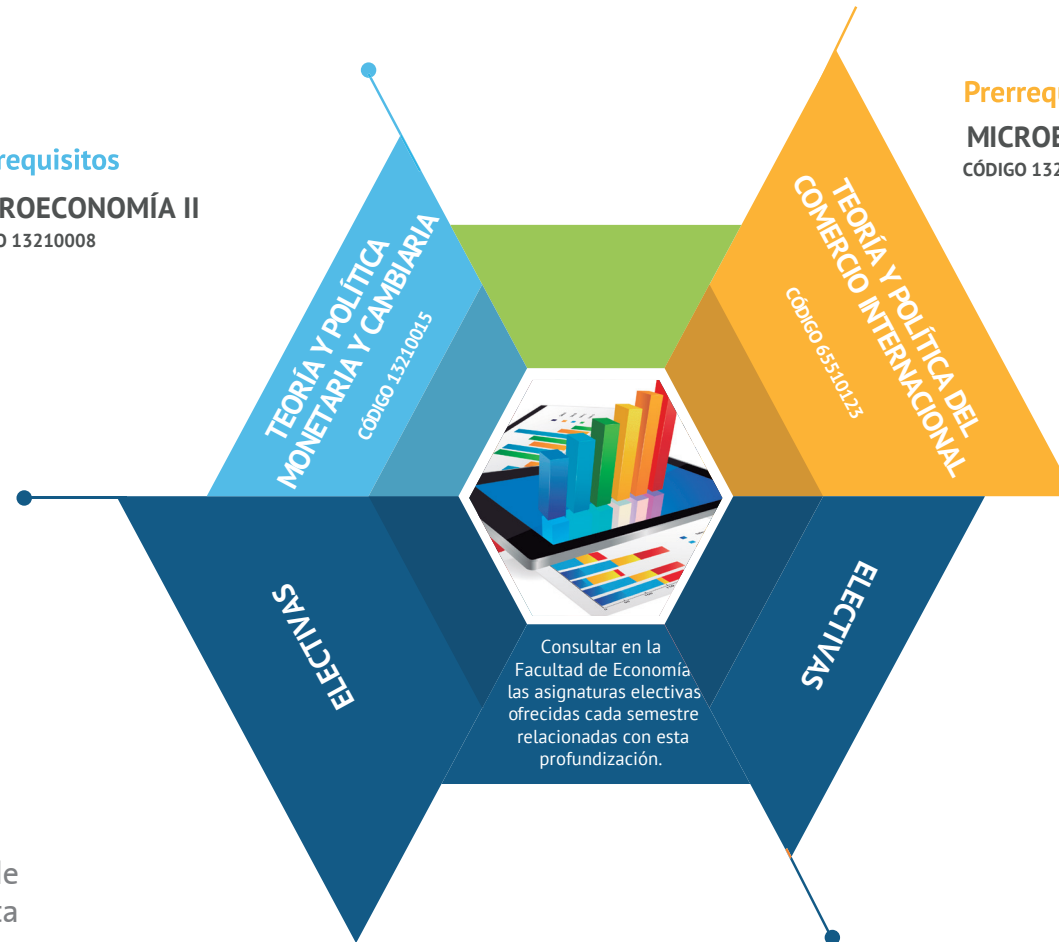 requisitos
ROECONOMÍA II
O 13210008
TEORÍA Y POLÍTICA
MONETARIA Y CAMBIARIA
CÓDIGO 13210015
Prerrequ
MICROE
CÓDIGO 132
TEORÍA Y POLÍTICA DEL
COMERCIO INTERNACIONAL
CÓDIGO 65510123
ELECTIVAS
ELECTIVAS
Consultar en la
Facultad de Economía
las asignaturas electivas
ofrecidas cada semestre
relacionadas con esta
profundización.
le
ta